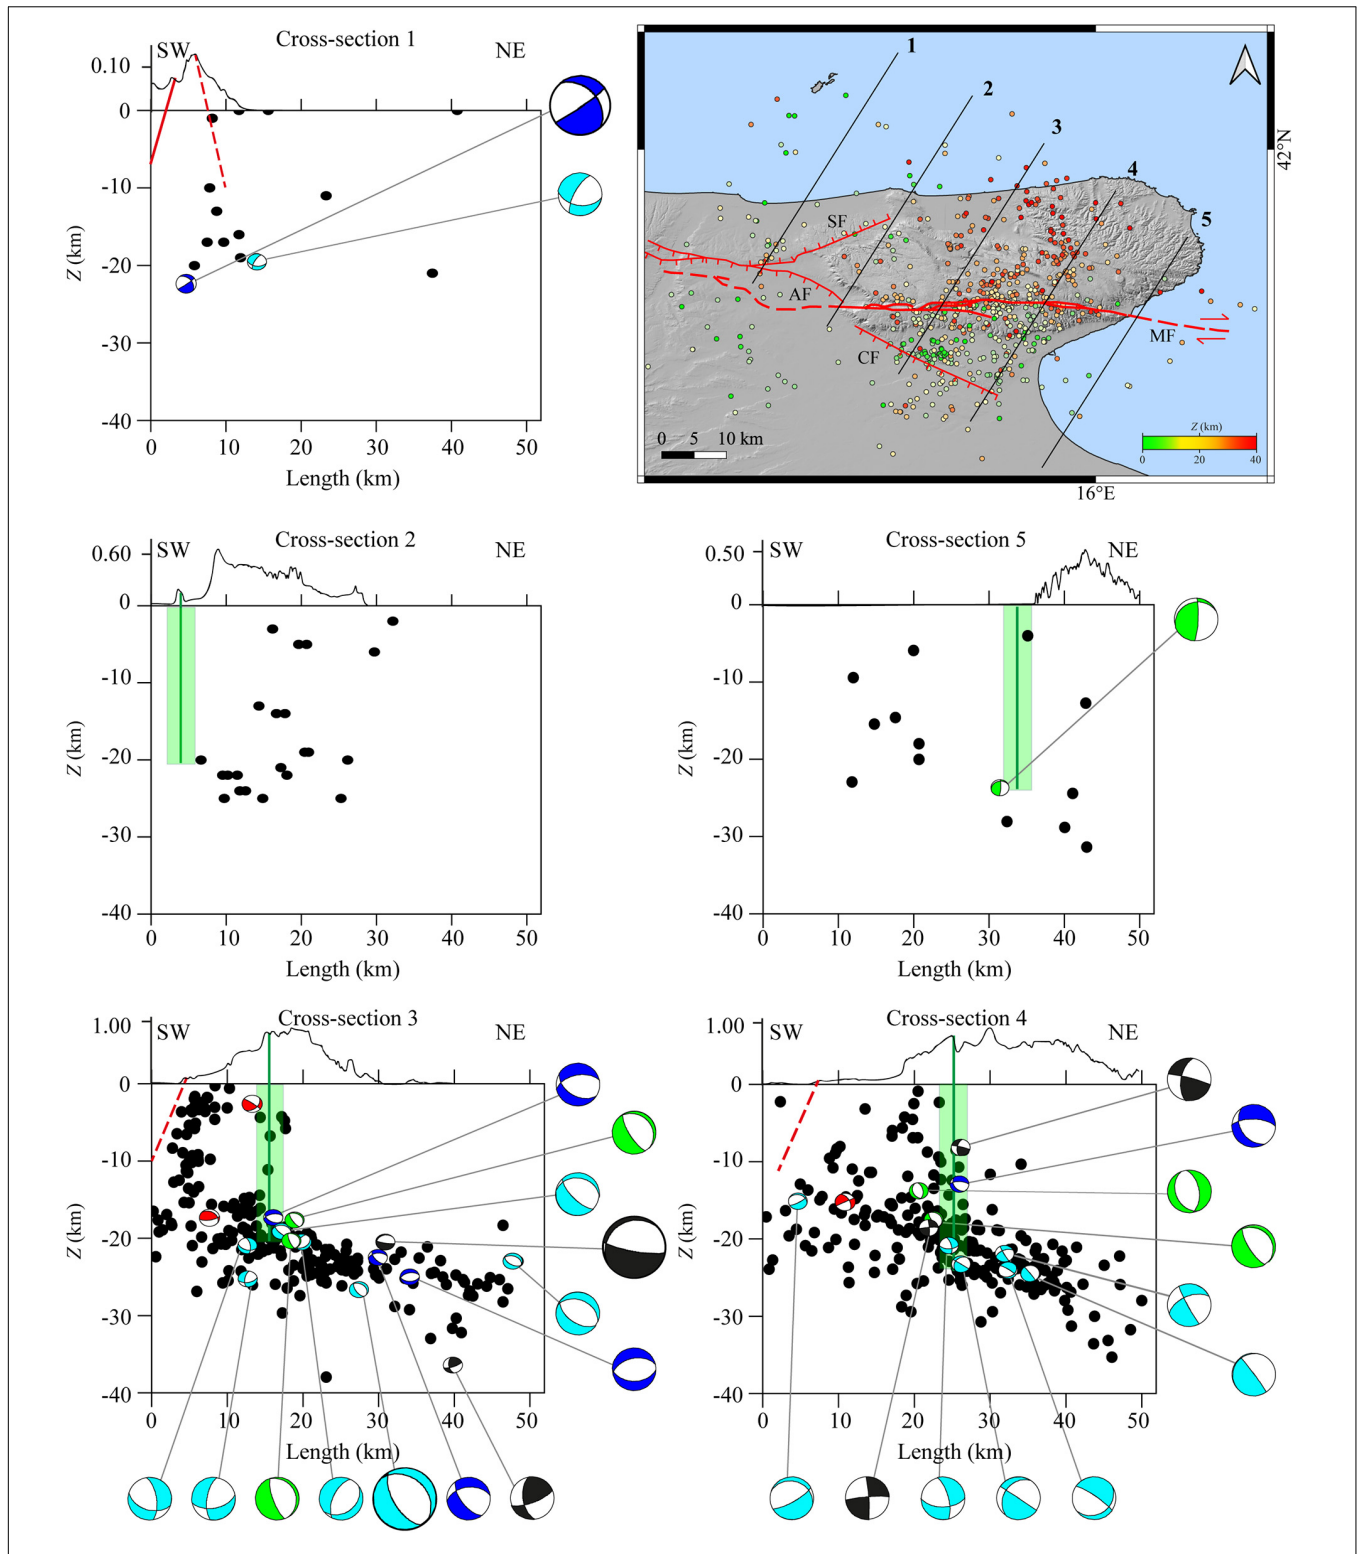 Cross-section 1
SW NE
0.10
0
-10
-20
-30
-40
Z (km)
0 10 20 30 40 50
Length (km)
1
2
3
4
5
SF
AF
CF
MF
42°N
16°E
0 5 10 km
Z (km)
0 20 40
Cross-section 2
SW NE
0.60
0
-10
-20
-30
-40
Z (km)
0 10 20 30 40 50
Length (km)
Cross-section 5
SW NE
0.50
0
-10
-20
-30
-40
Z (km)
0 10 20 30 40 50
Length (km)
Cross-section 3
SW NE
1.00
0
-10
-20
-30
-40
Z (km)
0 10 20 30 40 50
Length (km)
Cross-section 4
SW NE
1.00
0
-10
-20
-30
-40
Z (km)
0 10 20 30 40 50
Length (km)